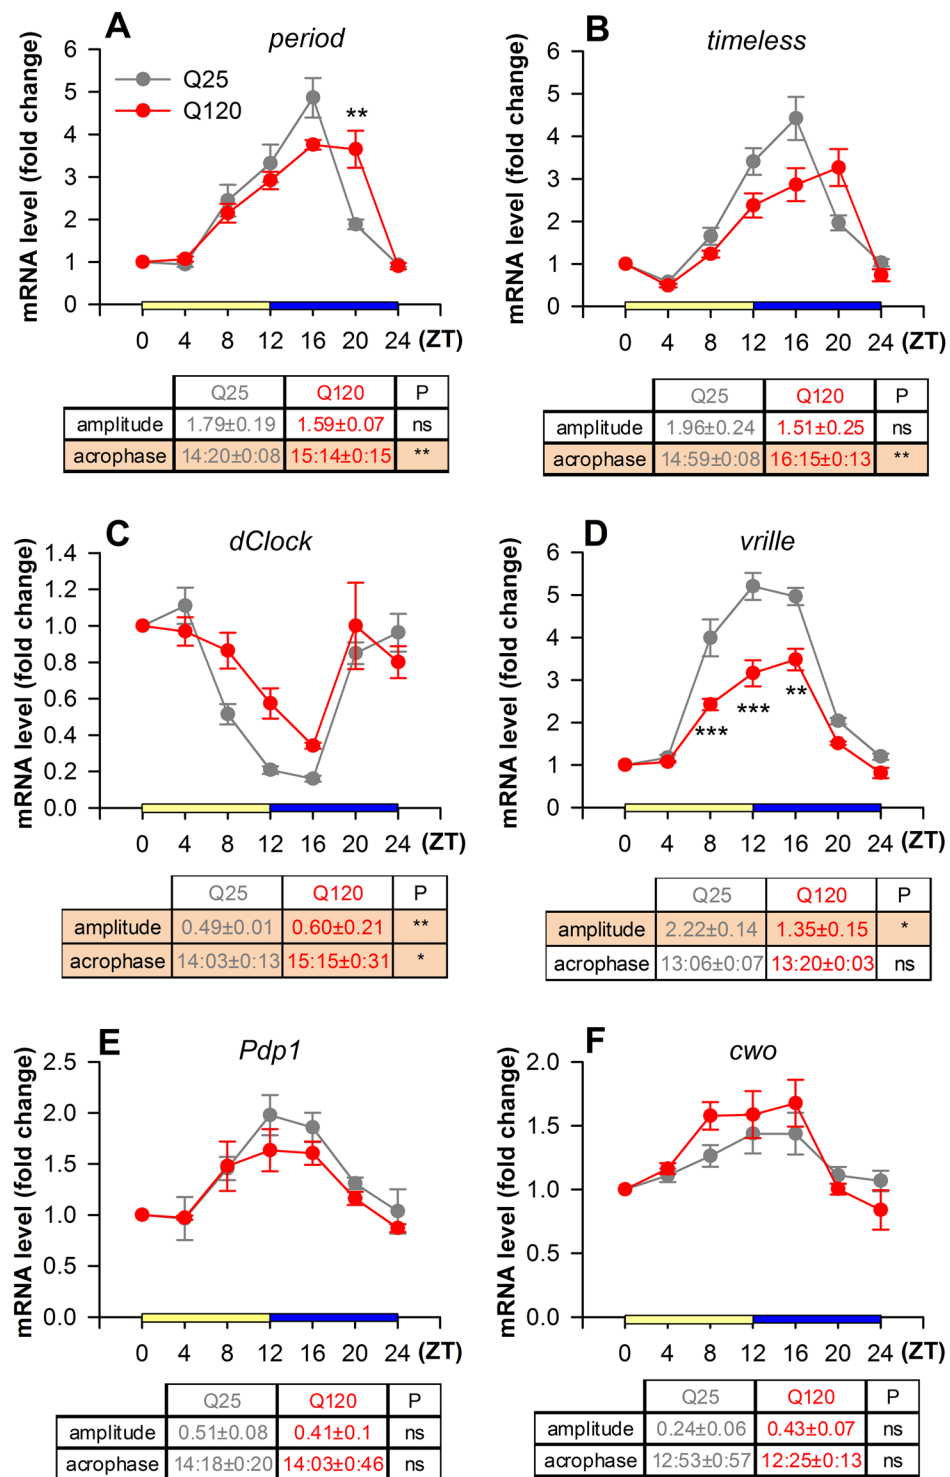 A
period
mRNA level (fold change)
6
5
4
3
2
1
0
Q25
Q120
**
0 4 8 12 16 20 24 (ZT)
Q25 Q120 P
amplitude 1.79±0.19 1.59±0.07 ns
acrophase 14:20±0:08 15:14±0:15 **
B
timeless
mRNA level (fold change)
6
5
4
3
2
1
0
0 4 8 12 16 20 24 (ZT)
Q25 Q120 P
amplitude 1.96±0.24 1.51±0.25 ns
acrophase 14:59±0:08 16:15±0:13 **
C
dClock
mRNA level (fold change)
1.4
1.2
1.0
0.8
0.6
0.4
0.2
0.0
0 4 8 12 16 20 24 (ZT)
Q25 Q120 P
amplitude 0.49±0.01 0.60±0.21 **
acrophase 14:03±0:13 15:15±0:31 *
D
vrille
mRNA level (fold change)
6
5
4
3
2
1
0
***
***
**
0 4 8 12 16 20 24 (ZT)
Q25 Q120 P
amplitude 2.22±0.14 1.35±0.15 *
acrophase 13:06±0:07 13:20±0:03 ns
E
Pdp1
mRNA level (fold change)
2.5
2.0
1.5
1.0
0.5
0.0
0 4 8 12 16 20 24 (ZT)
Q25 Q120 P
amplitude 0.51±0.08 0.41±0.1 ns
acrophase 14:18±0:20 14:03±0:46 ns
F
cwo
mRNA level (fold change)
2.0
1.5
1.0
0.5
0.0
0 4 8 12 16 20 24 (ZT)
Q25 Q120 P
amplitude 0.24±0.06 0.43±0.07 ns
acrophase 12:53±0:57 12:25±0:13 ns